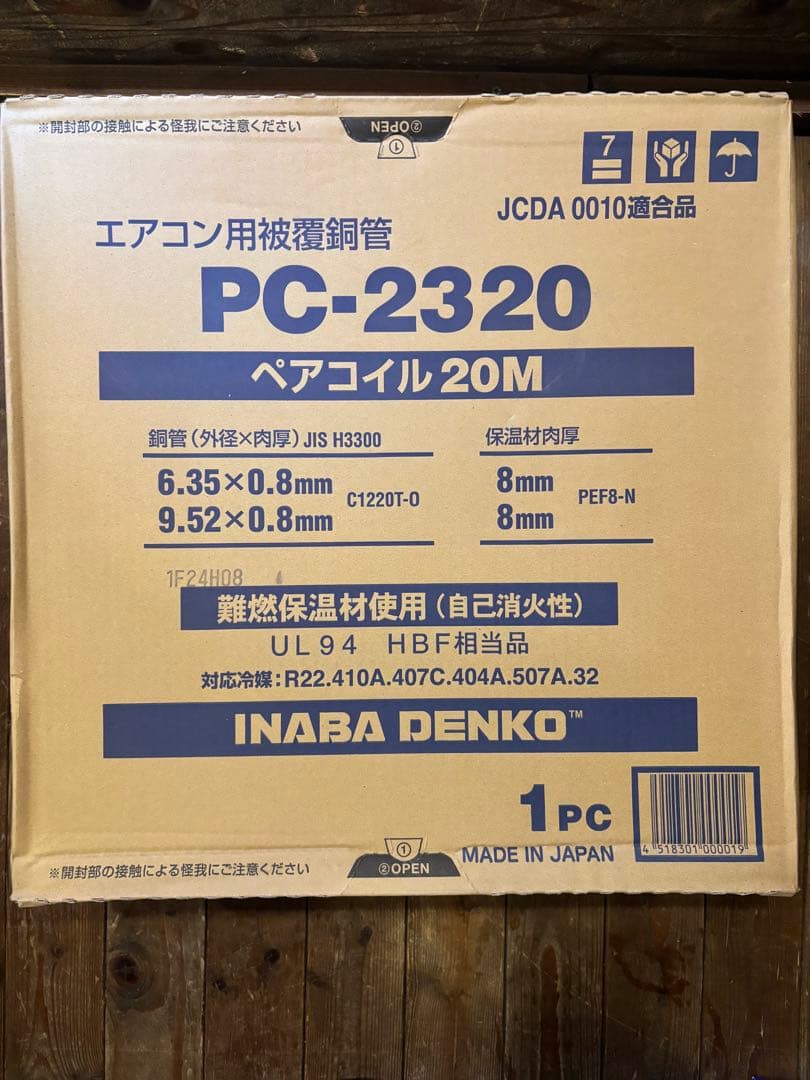 ※開封部の接触による怪我にご注意ください
②OPEN
①
7
JCDA 0010適合品
エアコン用被覆銅管
PC-2320
ペアコイル 20M
銅管(外径×肉厚)JIS H3300
6.35×0.8mm
9.52×0.8mm
C1220T-O
保温材肉厚
8mm
8mm
PEF8-N
1F24H08
難燃保温材使用(自己消火性)
UL94 HBF相当品
対応冷媒:R22.410A.407C.404A.507A.32
INABA DENKO™
1PC
MADE IN JAPAN
4 518301 000019
①
②OPEN
※開封部の接触による怪我にご注意ください